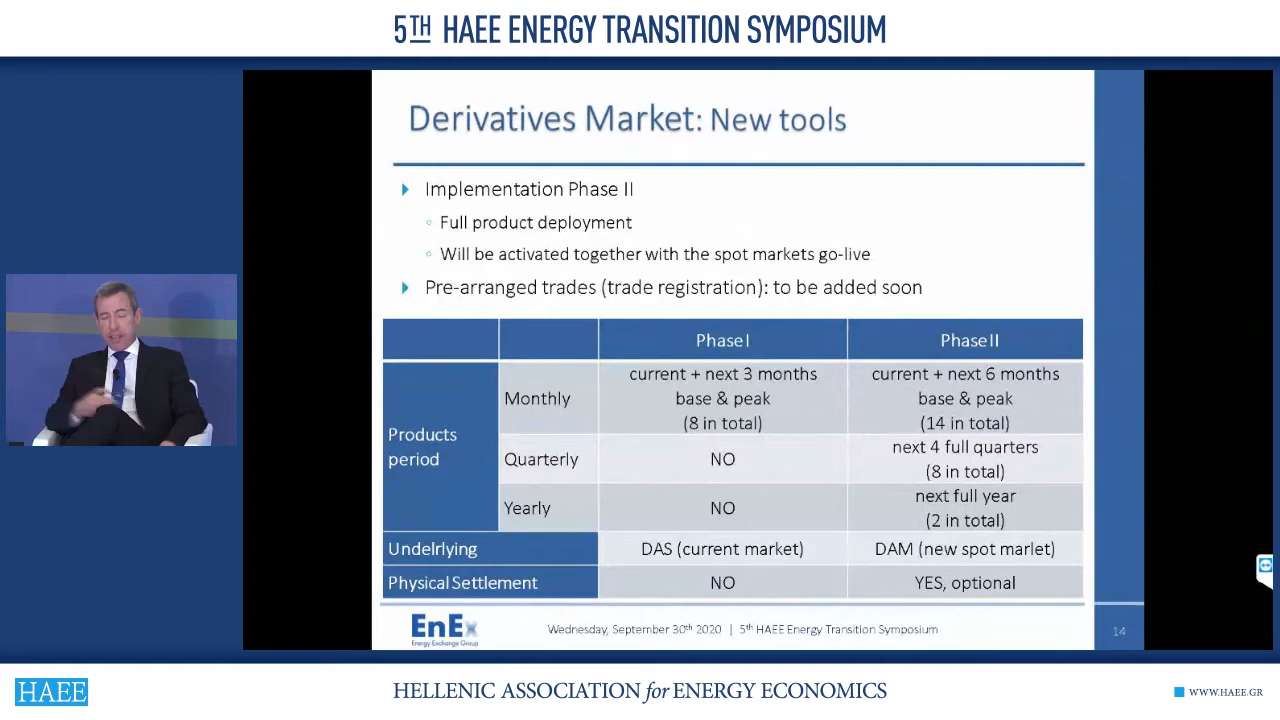 5TH HAEE ENERGY TRANSITION SYMPOSIUM
Derivatives Market: New tools
Implementation Phase II
Full product deployment
Will be activated together with the spot markets go-live
Pre-arranged trades (trade registration): to be added soon
Phase I
Phase II
Products
period
Monthly
current + next 3 months
base & peak
(8 in total)
current + next 6 months
base & peak
(14 in total)
Quarterly
NO
next 4 full quarters
(8 in total)
Yearly
NO
next full year
(2 in total)
Undelrlying
DAS (current market)
DAM (new spot marlet)
Physical Settlement
NO
YES, optional
EnEx
Energy Exchange Group
Wednesday, September 30th 2020 | 5th HAEE Energy Transition Symposium
14
HAEE
HELLENIC ASSOCIATION for ENERGY ECONOMICS
WWW.HAEE.GR